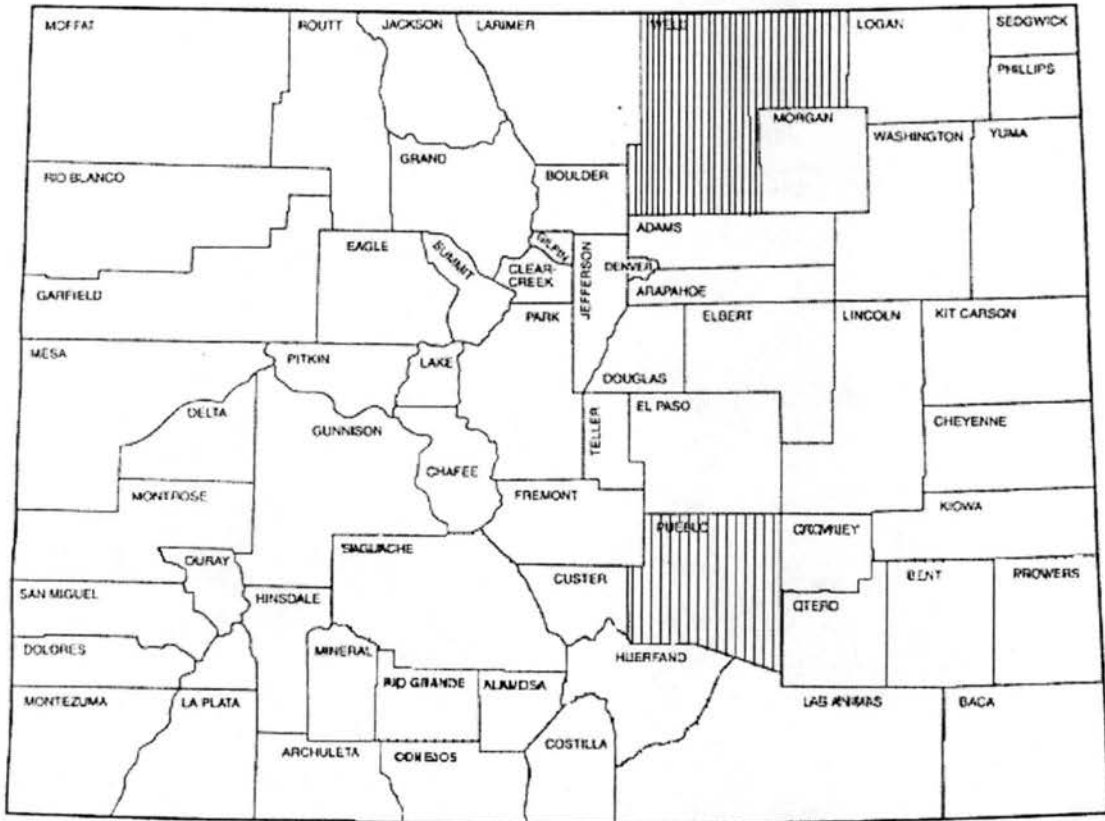 MOFFAT
ROUTT
JACKSON
LARIMER
WELD
LOGAN
SEDGWICK
PHILLIPS
MORGAN
WASHINGTON
YUMA
RIO BLANCO
GRAND
BOULDER
ADAMS
EAGLE
SUMMIT
GILPIN
CLEAR-
CREEK
JEFFERSON
DENVER
ARAPAHOE
GARFIELD
PARK
ELBERT
LINCOLN
KIT CARSON
MESA
PITKIN
LAKE
DOUGLAS
DELTA
GUNNISON
TELLER
EL PASO
CHEYENNE
CHAFEE
MONTROSE
FREMONT
KIOWA
PUEBLO
CROWLEY
OURAY
SAGUACHE
CUSTER
BENT
PROWERS
SAN MIGUEL
HINSDALE
OTERO
DOLORES
MINERAL
HUERFANO
RIO GRANDE
ALAMOSA
MONTEZUMA
LA PLATA
LAS ANIMAS
BACA
ARCHULETA
CONEJOS
COSTILLA